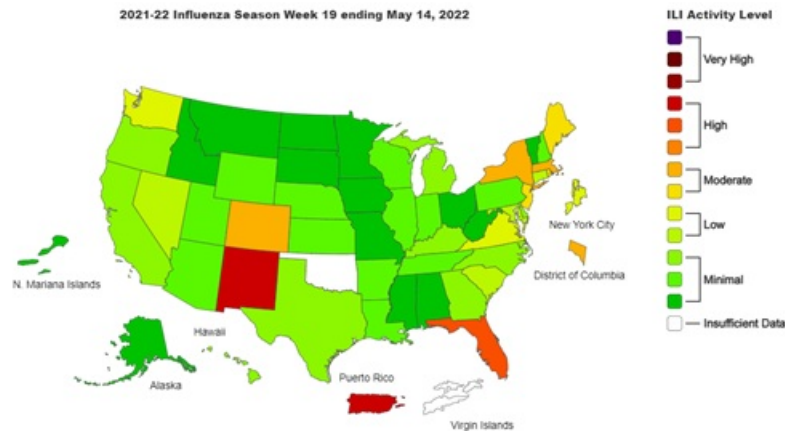 2021-22 Influenza Season Week 19 ending May 14, 2022
ILI Activity Level
Very High
High
Moderate
Low
Minimal
Insufficient Data
New York City
District of Columbia
N. Mariana Islands
Hawaii
Alaska
Puerto Rico
Virgin Islands